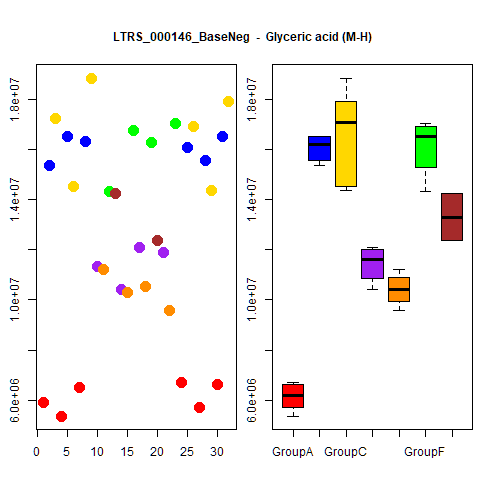 LTRS_000146_BaseNeg - Glyceric acid (M-H)
1.8e+07
1.4e+07
1.0e+07
6.0e+06
0 5 10 15 20 25 30
1.8e+07
1.4e+07
1.0e+07
6.0e+06
GroupA GroupC GroupF